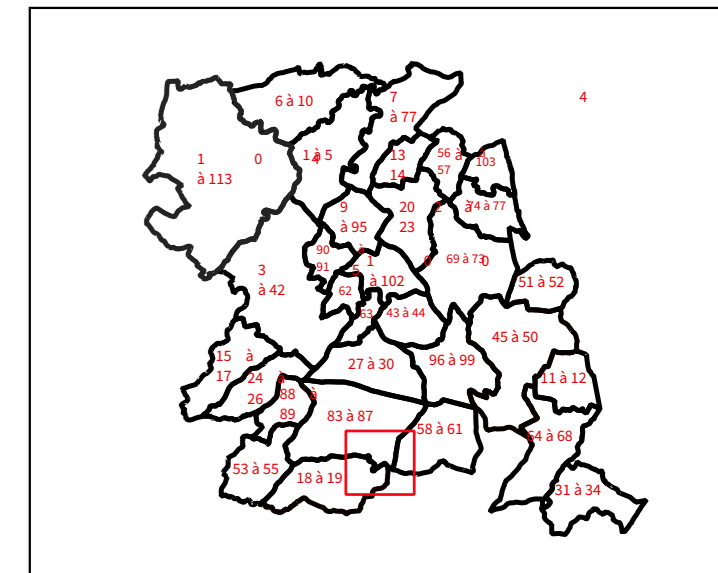 7
à 77
4
6 à 10
1 0
à 113
1 à 5
4
13
14
56 à
57
à
103
9
à 95
20
23
2 à
74 à 77
90
91
à
5
1
à 102
0
69 à 73
0
3
à 42
62
51 à 52
63
43 à 44
45 à 50
15 à
17
24 à
26
27 à 30
96 à 99
11 à 12
88 à
89
83 à 87
58 à 61
64 à 68
53 à 55
18 à 19
31 à 34